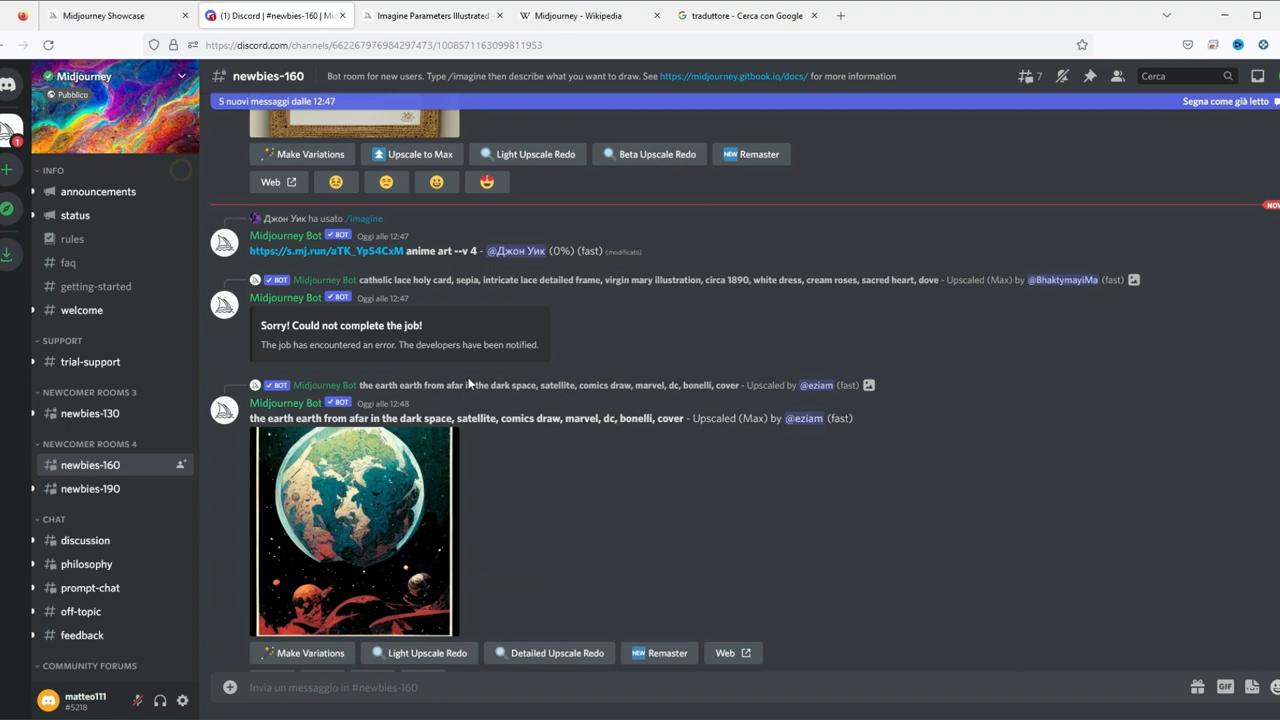 Midjourney Showcase
(1) Discord | #newbies-160 | Mi
Imagine Parameters Illustrated
Midjourney - Wikipedia
traduttore - Cerca con Google
https://discord.com/channels/662267976984297473/1008571163099811953
Midjourney
Pubblico
newbies-160
Bot room for new users. Type /imagine then describe what you want to draw. See https://midjourney.gitbook.io/docs/ for more information
7
Cerca
5 nuovi messaggi dalle 12:47
Segna come già letto
1
INFO
announcements
status
rules
faq
getting-started
welcome
SUPPORT
trial-support
NEWCOMER ROOMS 3
newbies-130
NEWCOMER ROOMS 4
newbies-160
newbies-190
CHAT
discussion
philosophy
prompt-chat
off-topic
feedback
COMMUNITY FORUMS
matteo111
#5218
Make Variations
Upscale to Max
Light Upscale Redo
Beta Upscale Redo
NEW Remaster
Web
Джон Уик ha usato /imagine
Midjourney Bot BOT Oggi alle 12:47
https://s.mj.run/aTK_YpS4CxM anime art --v 4 - @Джон Уик (0%) (fast) (modificato)
BOT Midjourney Bot catholic lace holy card, sepia, intricate lace detailed frame, virgin mary illustration, circa 1890, white dress, cream roses, sacred heart, dove - Upscaled (Max) by @BhaktymayiMa (fast)
Midjourney Bot BOT Oggi alle 12:47
Sorry! Could not complete the job!
The job has encountered an error. The developers have been notified.
BOT Midjourney Bot the earth earth from afar in the dark space, satellite, comics draw, marvel, dc, bonelli, cover - Upscaled by @eziam (fast)
Midjourney Bot BOT Oggi alle 12:48
the earth earth from afar in the dark space, satellite, comics draw, marvel, dc, bonelli, cover - Upscaled (Max) by @eziam (fast)
Make Variations
Light Upscale Redo
Detailed Upscale Redo
NEW Remaster
Web
Invia un messaggio in #newbies-160
GIF